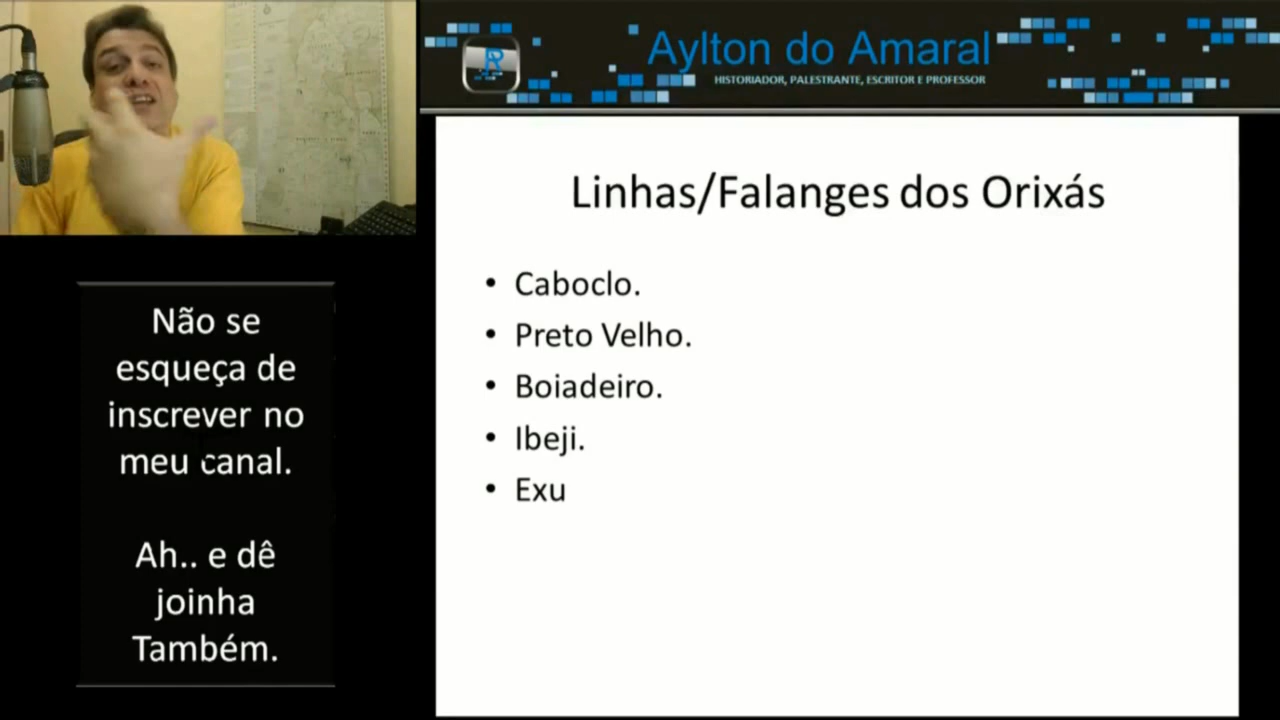 Aylton do Amaral
HISTORIADOR, PALESTRANTE, ESCRITOR E PROFESSOR
R
Linhas/Falanges dos Orixás
• Caboclo.
• Preto Velho.
• Boiadeiro.
• Ibeji.
• Exu
Não se
esqueça de
inscrever no
meu canal.
Ah.. e dê
joinha
Também.